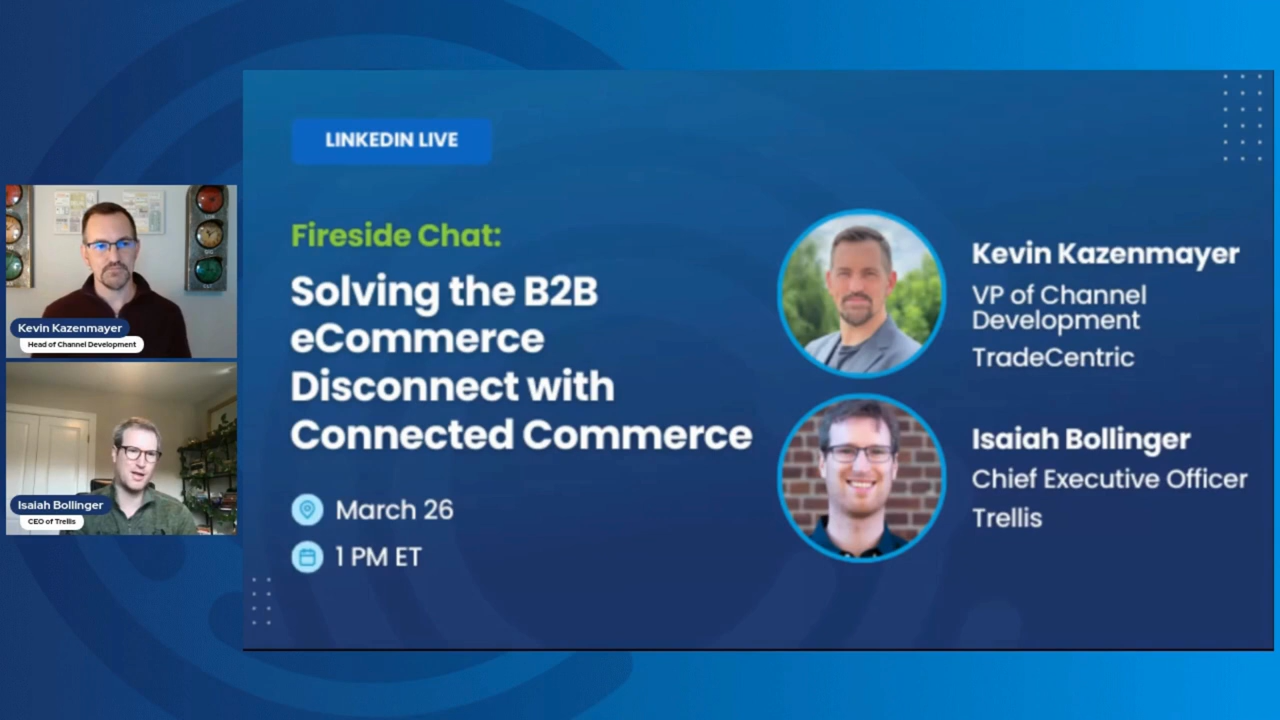 LINKEDIN LIVE
Fireside Chat:
Solving the B2B
eCommerce
Disconnect with
Connected Commerce
March 26
1 PM ET
Kevin Kazenmayer
VP of Channel
Development
TradeCentric
Isaiah Bollinger
Chief Executive Officer
Trellis
Kevin Kazenmayer
Head of Channel Development
Isaiah Bollinger
CEO of Trellis